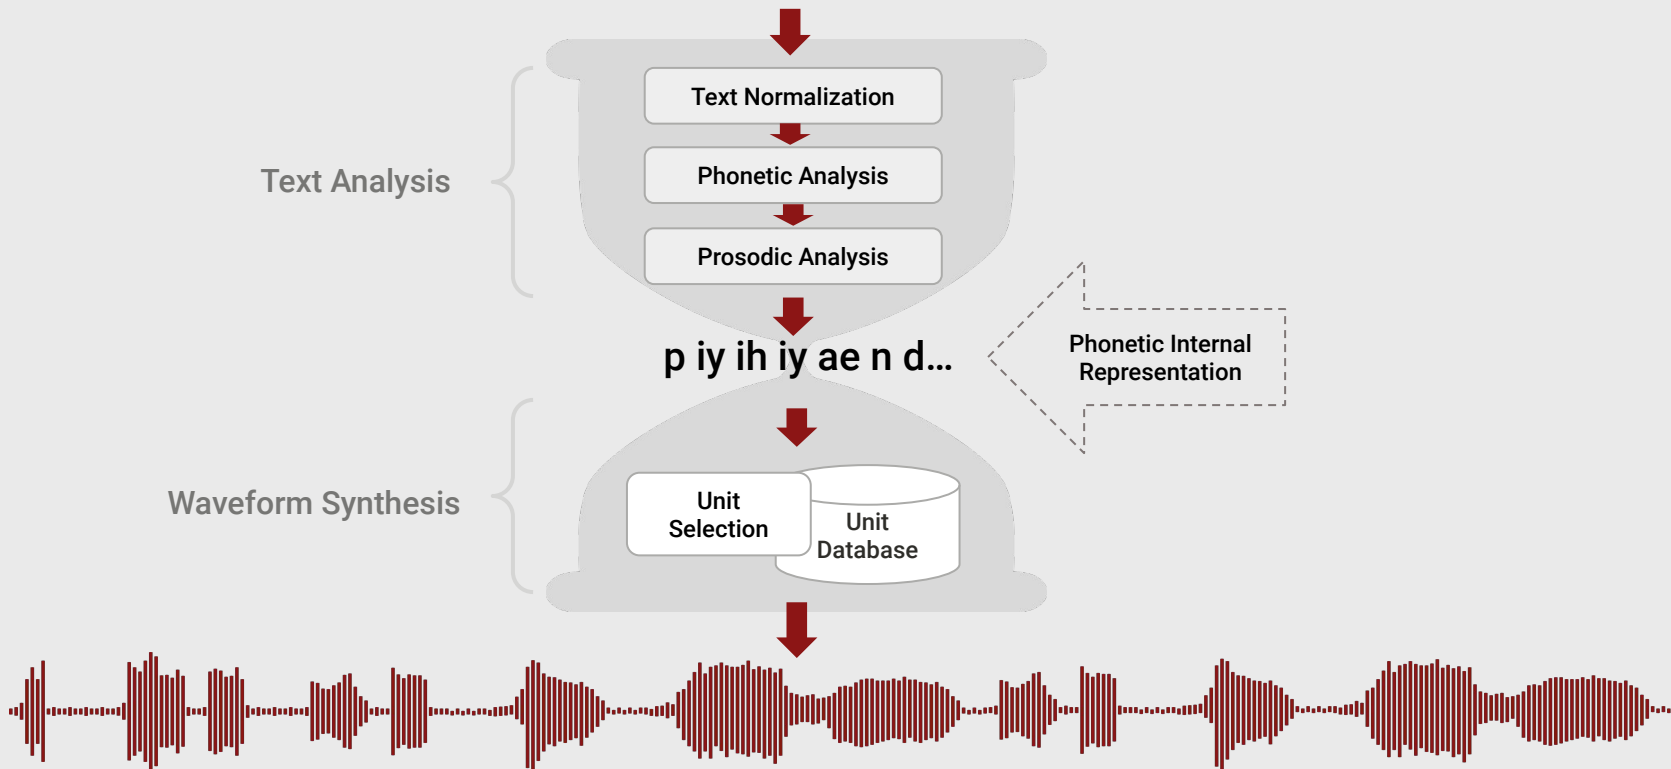 Text Normalization
Text Analysis
Phonetic Analysis
Prosodic Analysis
p iy ih iy ae n d...
Phonetic Internal
Representation
Waveform Synthesis
Unit
Selection
Unit
Database